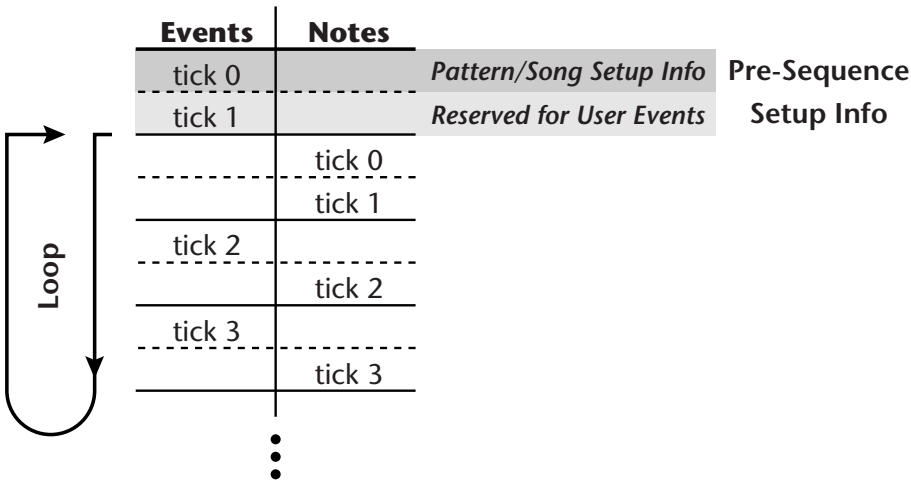 Events Notes
tick 0 Pattern/Song Setup Info Pre-Sequence
tick 1 Reserved for User Events Setup Info
tick 0
tick 1
Loop
tick 2
tick 2
tick 3
tick 3